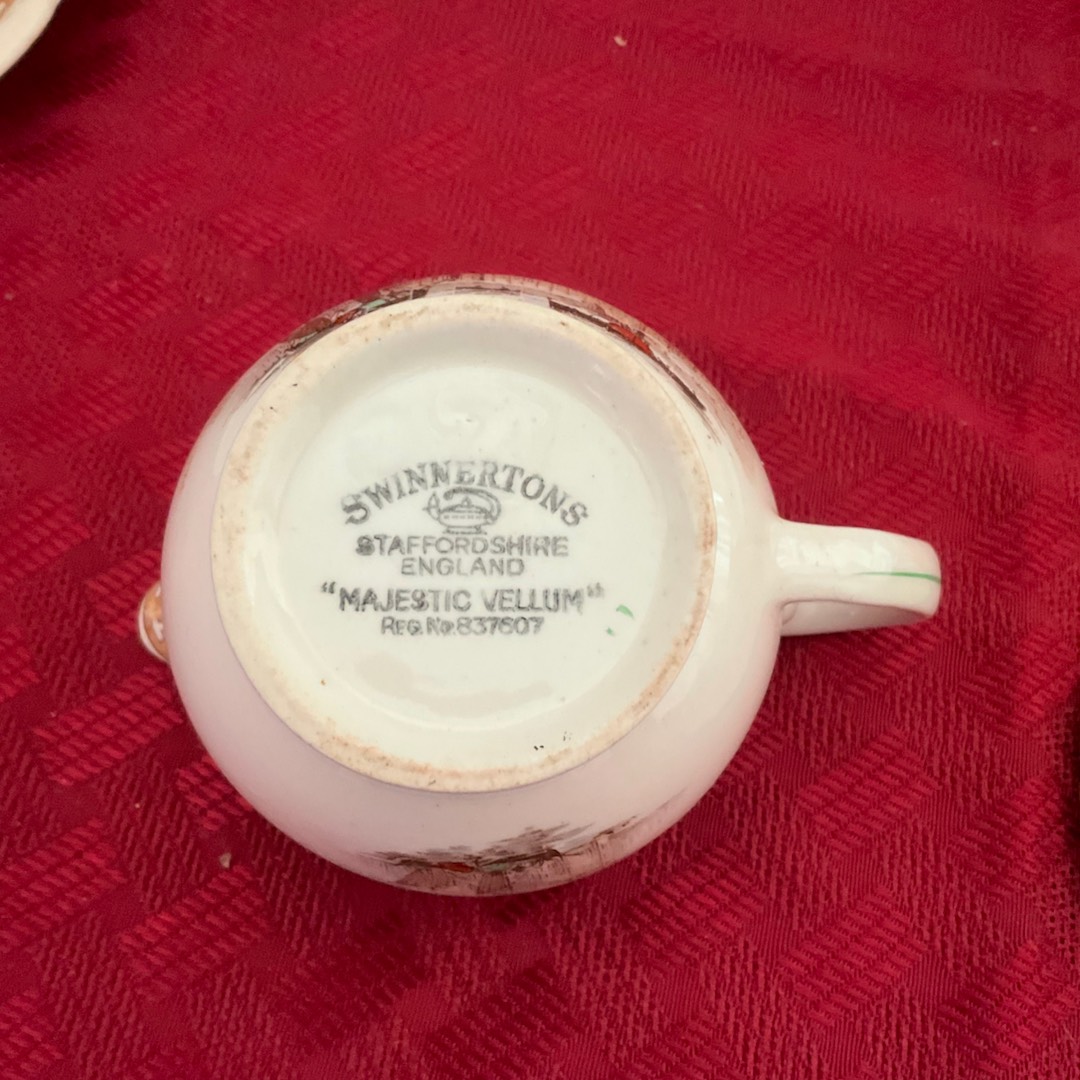 SWINNERTONS
STAFFORDSHIRE
ENGLAND
"MAJESTIC VELLUM"
REG. No. 837607